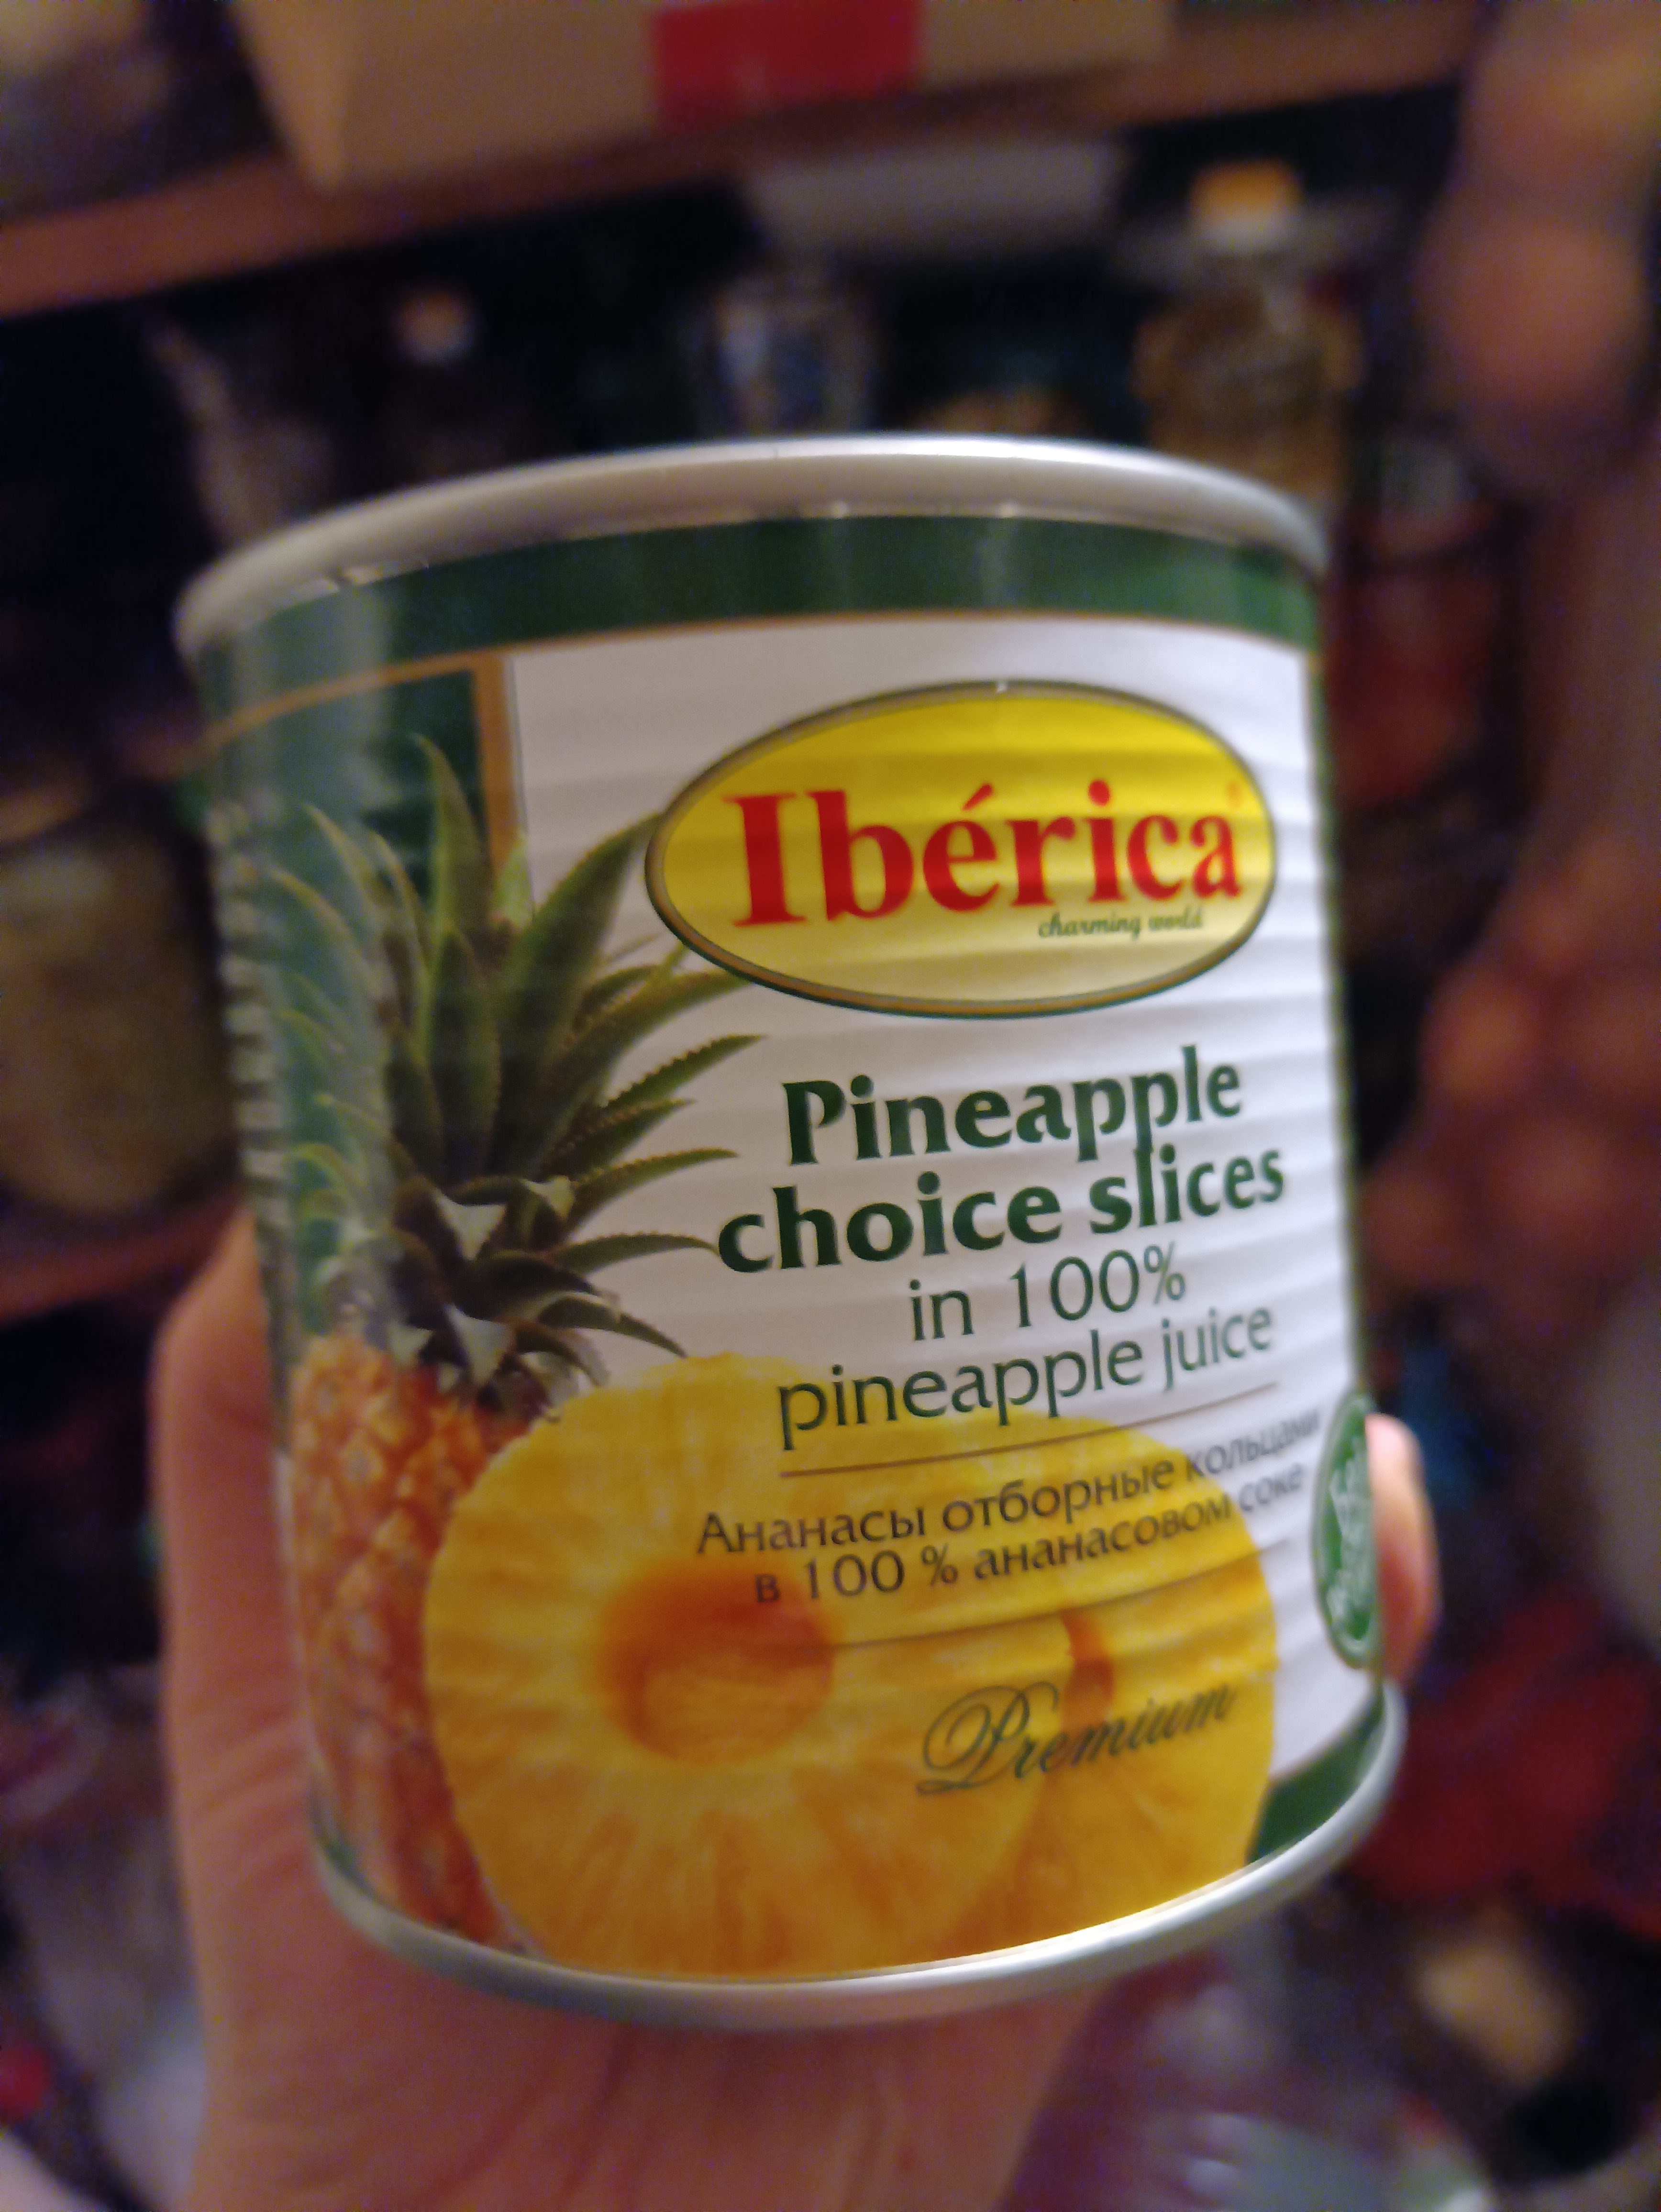 Ibérica
charming world
Pineapple
choice slices
in 100%
pineapple juice
Ананасы отборные кольцами
в 100 % ананасовом соке
Premium